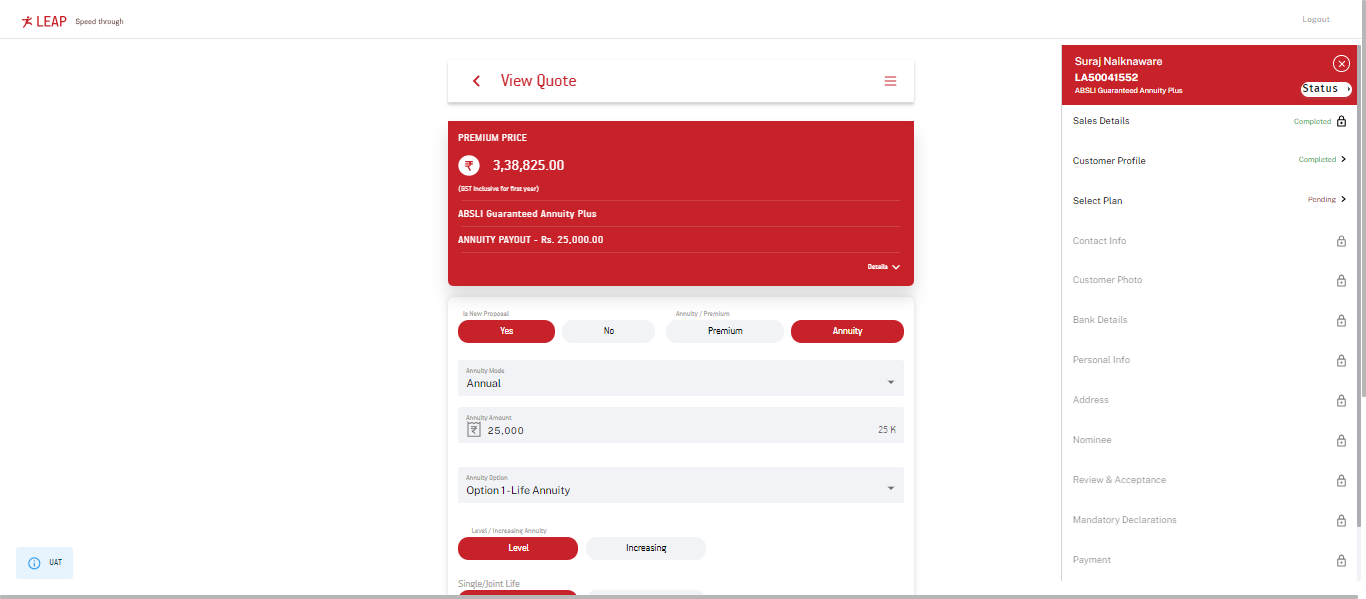 LEAP Speed through
Logout
View Quote
PREMIUM PRICE
₹ 3,38,825.00
(GST Inclusive for first year)
ABSLI Guaranteed Annuity Plus
ANNUITY PAYOUT - Rs. 25,000.00
Details
Is New Proposal
Yes No
Annuity / Premium
Premium Annuity
Annuity Mode
Annual
Annuity Amount
₹ 25,000 25 K
Annuity Option
Option 1 - Life Annuity
Level / Increasing Annuity
Level Increasing
Single/Joint Life
UAT
Suraj Naiknaware
LA50041552
ABSLI Guaranteed Annuity Plus
Status
Sales Details Completed
Customer Profile Completed
Select Plan Pending
Contact Info
Customer Photo
Bank Details
Personal Info
Address
Nominee
Review & Acceptance
Mandatory Declarations
Payment